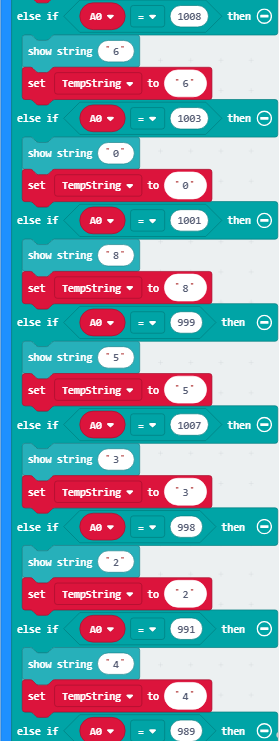 else if A0 = 1008 then
show string "6"
set TempString to "6"
else if A0 = 1003 then
show string "0"
set TempString to "0"
else if A0 = 1001 then
show string "8"
set TempString to "8"
else if A0 = 999 then
show string "5"
set TempString to "5"
else if A0 = 1007 then
show string "3"
set TempString to "3"
else if A0 = 998 then
show string "2"
set TempString to "2"
else if A0 = 991 then
show string "4"
set TempString to "4"
else if A0 = 989 then